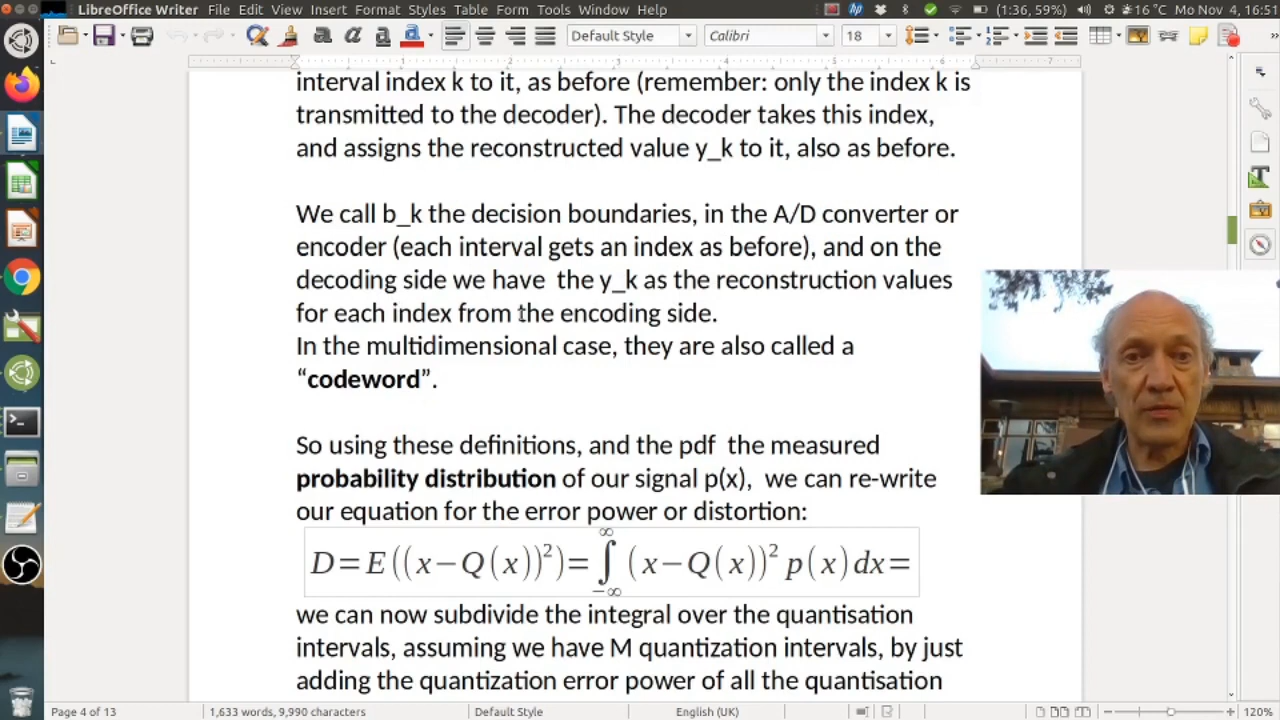 LibreOffice Writer File Edit View Insert Format Styles Table Form Tools Window Help (1:36, 59%) 16 °C Mo Nov 4, 16:51
Default Style Calibri 18
interval index k to it, as before (remember: only the index k is
transmitted to the decoder). The decoder takes this index,
and assigns the reconstructed value y_k to it, also as before.
We call b_k the decision boundaries, in the A/D converter or
encoder (each interval gets an index as before), and on the
decoding side we have the y_k as the reconstruction values
for each index from the encoding side.
In the multidimensional case, they are also called a
“codeword”.
So using these definitions, and the pdf the measured
probability distribution of our signal p(x), we can re-write
our equation for the error power or distortion:
D=E((x−Q(x))²)=∫_{−∞}^{∞}(x−Q(x))² p(x)dx=
we can now subdivide the integral over the quantisation
intervals, assuming we have M quantization intervals, by just
adding the quantization error power of all the quantisation
Page 4 of 13 1,633 words, 9,990 characters Default Style English (UK) 120%